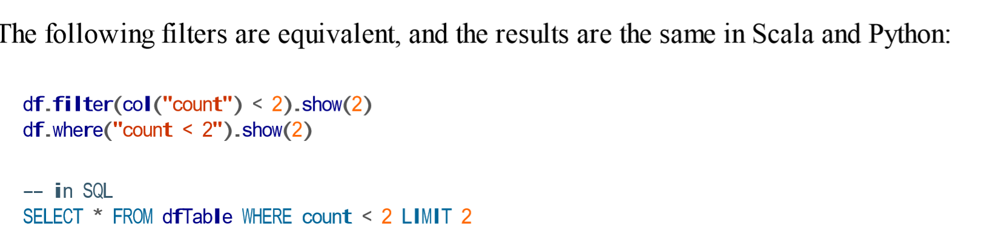 The following filters are equivalent, and the results are the same in Scala and Python:
df.filter(col("count") < 2).show(2)
df.where("count < 2").show(2)
-- in SQL
SELECT * FROM dfTable WHERE count < 2 LIMIT 2